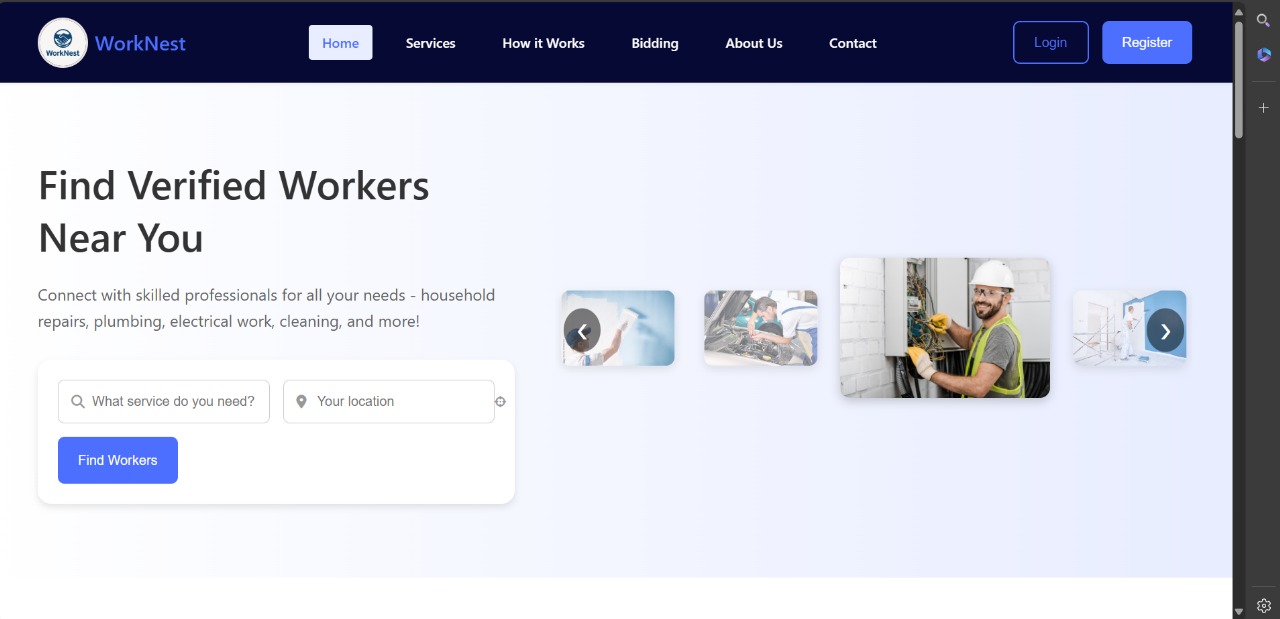 WorkNest
WorkNest
Home
Services
How it Works
Bidding
About Us
Contact
Login
Register
Find Verified Workers
Near You
Connect with skilled professionals for all your needs - household
repairs, plumbing, electrical work, cleaning, and more!
What service do you need?
Your location
Find Workers